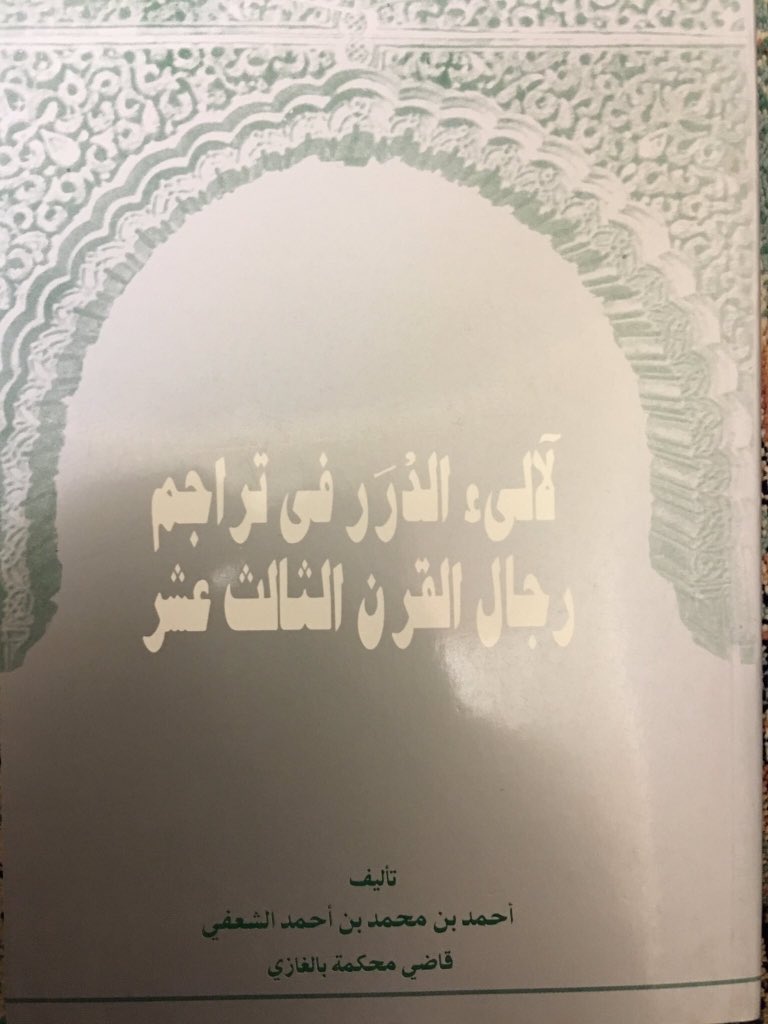 لآلىء الدُرَر فى تراجم
رجال القرن الثالث عشر
تأليف
أحمد بن محمد بن أحمد الشعفي
قاضي محكمة بالغازي